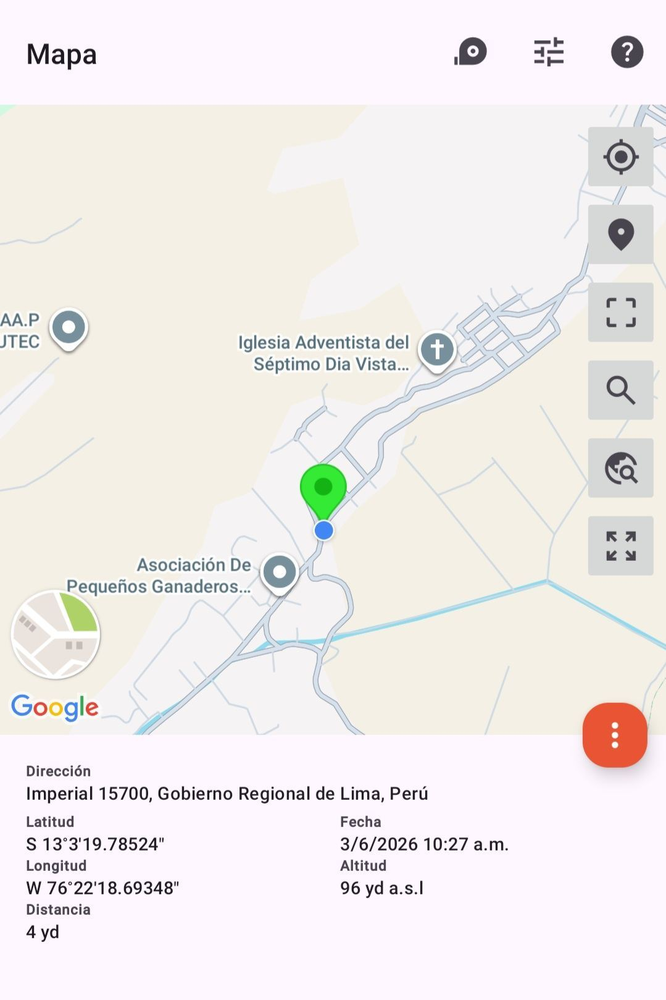 Mapa
AA.P
UTEC
Iglesia Adventista del
Séptimo Dia Vista...
Asociación De
Pequeños Ganaderos...
Google
Dirección
Imperial 15700, Gobierno Regional de Lima, Perú
Latitud
S 13°3'19.78524"
Fecha
3/6/2026 10:27 a.m.
Longitud
W 76°22'18.69348"
Altitud
96 yd a.s.l
Distancia
4 yd